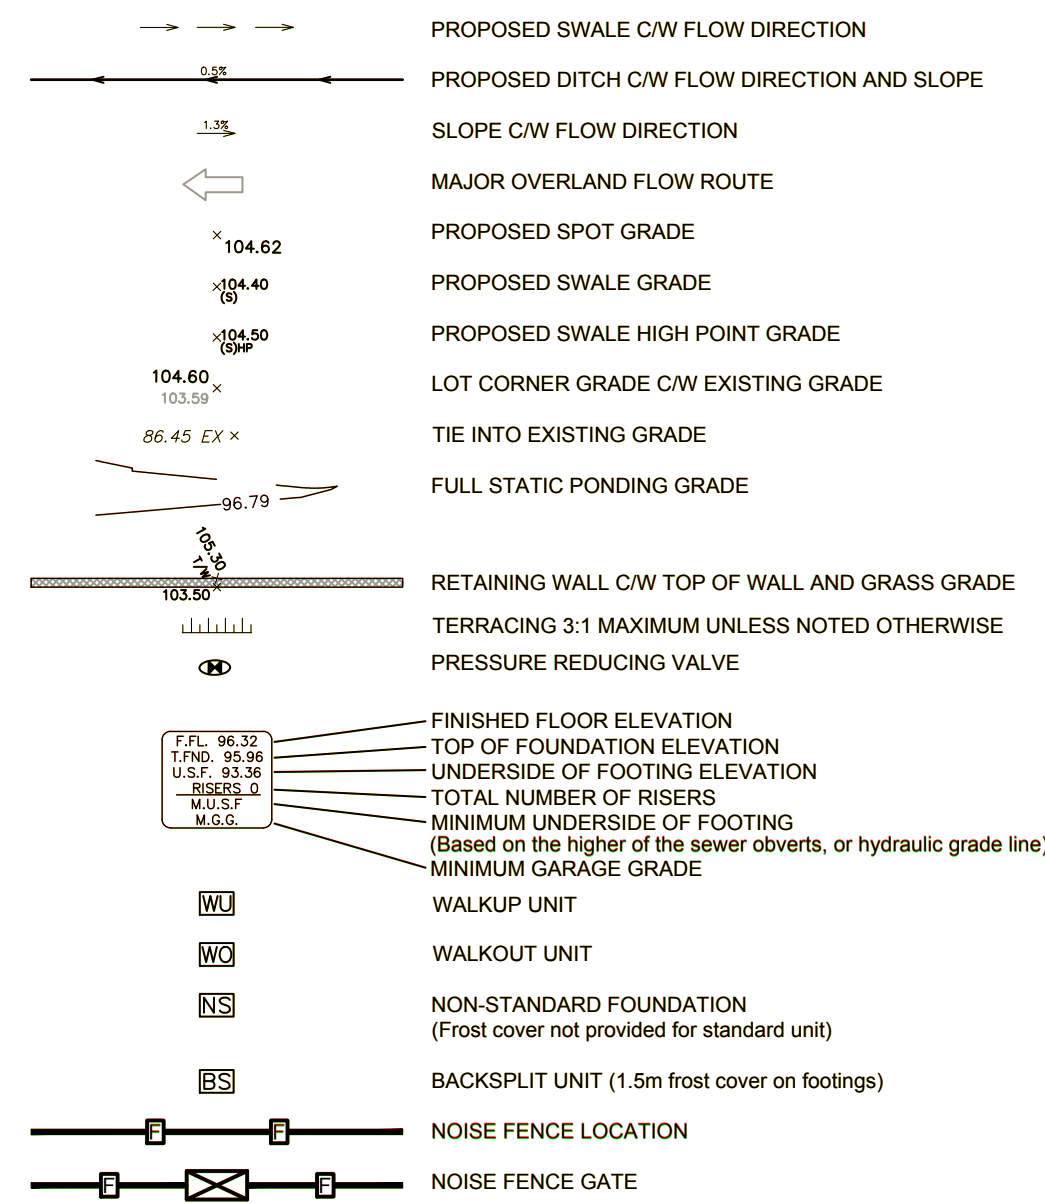 PROPOSED SWALE C/W FLOW DIRECTION
0.5%
PROPOSED DITCH C/W FLOW DIRECTION AND SLOPE
1.3%
SLOPE C/W FLOW DIRECTION
MAJOR OVERLAND FLOW ROUTE
×104.62
PROPOSED SPOT GRADE
×104.40
(S)
PROPOSED SWALE GRADE
×104.50
(S)HP
PROPOSED SWALE HIGH POINT GRADE
104.60
103.59×
LOT CORNER GRADE C/W EXISTING GRADE
86.45 EX ×
TIE INTO EXISTING GRADE
96.79
FULL STATIC PONDING GRADE
105.30
T/W
103.50×
RETAINING WALL C/W TOP OF WALL AND GRASS GRADE
TERRACING 3:1 MAXIMUM UNLESS NOTED OTHERWISE
PRESSURE REDUCING VALVE
F.FL. 96.32
T.FND. 95.96
U.S.F. 93.36
RISERS 0
M.U.S.F
M.G.G.
FINISHED FLOOR ELEVATION
TOP OF FOUNDATION ELEVATION
UNDERSIDE OF FOOTING ELEVATION
TOTAL NUMBER OF RISERS
MINIMUM UNDERSIDE OF FOOTING
(Based on the higher of the sewer obverts, or hydraulic grade line)
MINIMUM GARAGE GRADE
WU
WALKUP UNIT
WO
WALKOUT UNIT
NS
NON-STANDARD FOUNDATION
(Frost cover not provided for standard unit)
BS
BACKSPLIT UNIT (1.5m frost cover on footings)
F F
NOISE FENCE LOCATION
F F
NOISE FENCE GATE